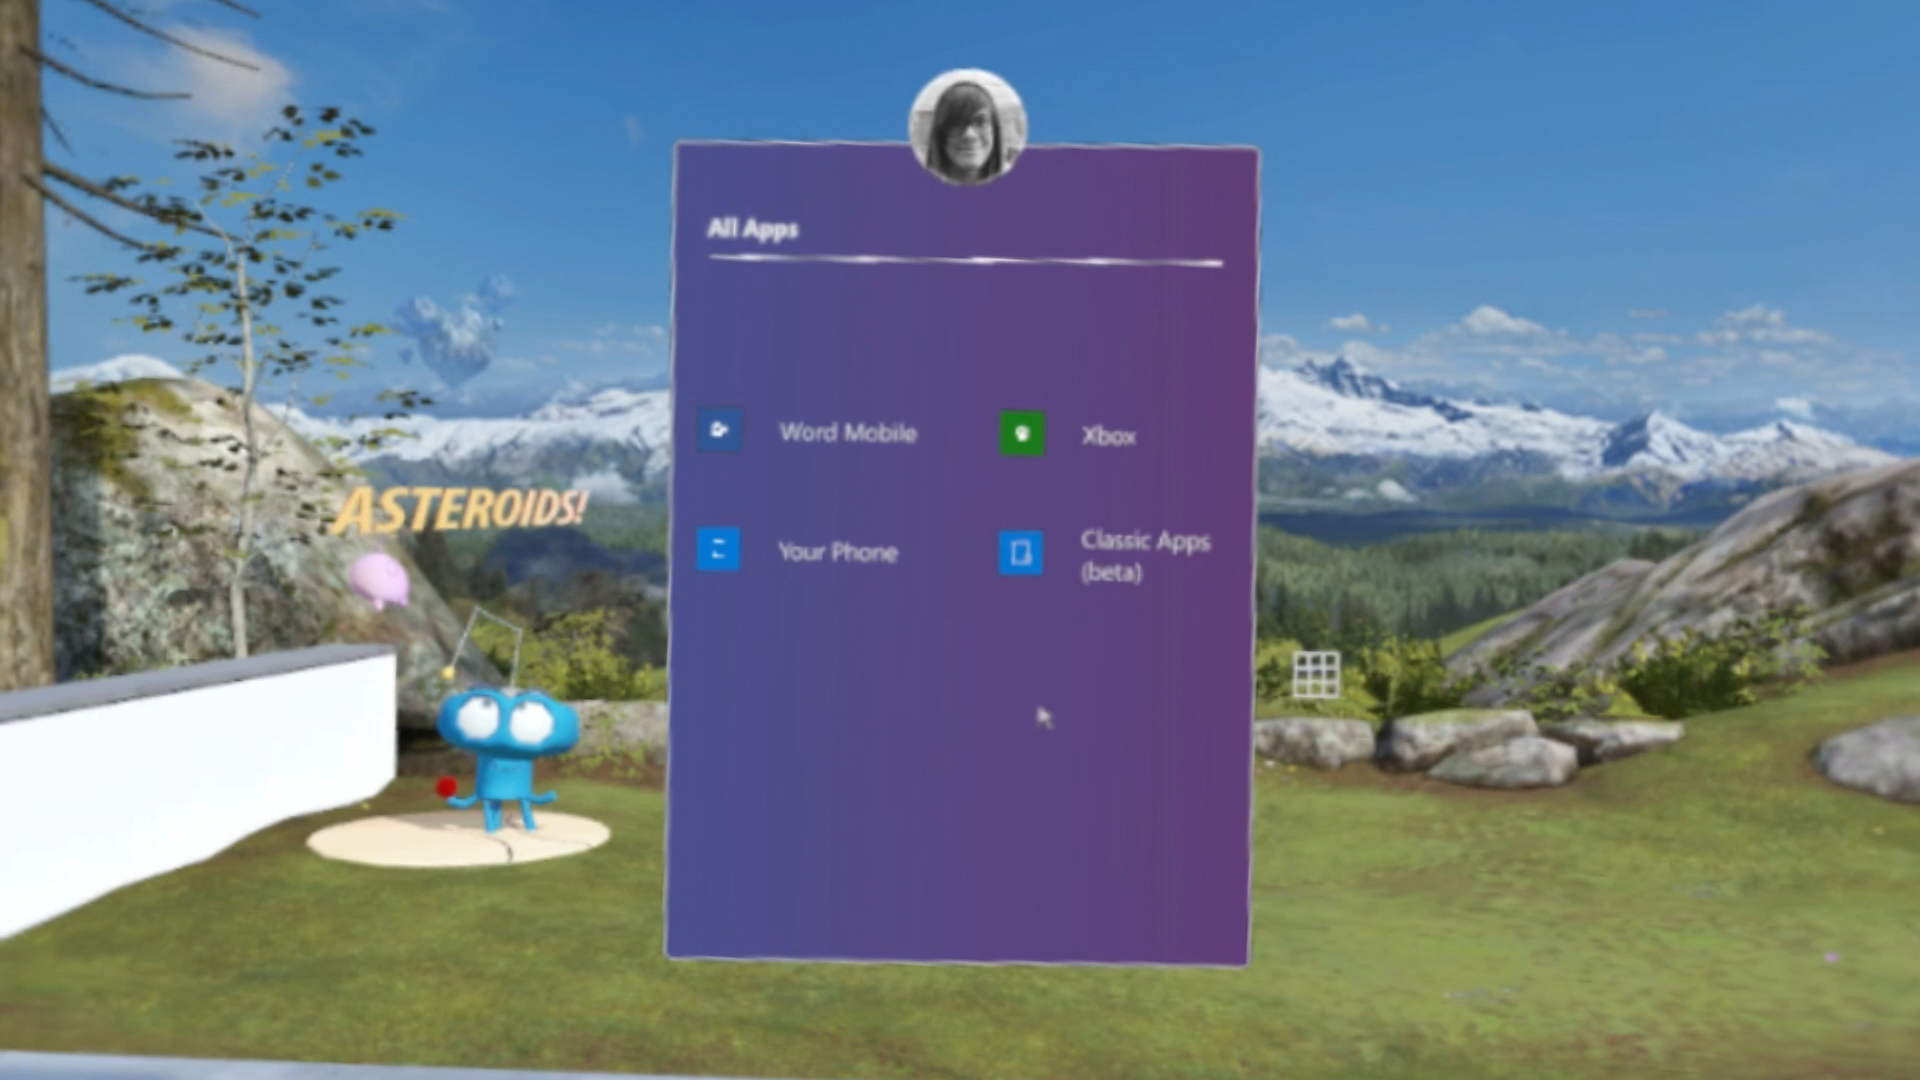 All Apps
Word Mobile
Xbox
ASTEROIDS!
Your Phone
Classic Apps
(beta)